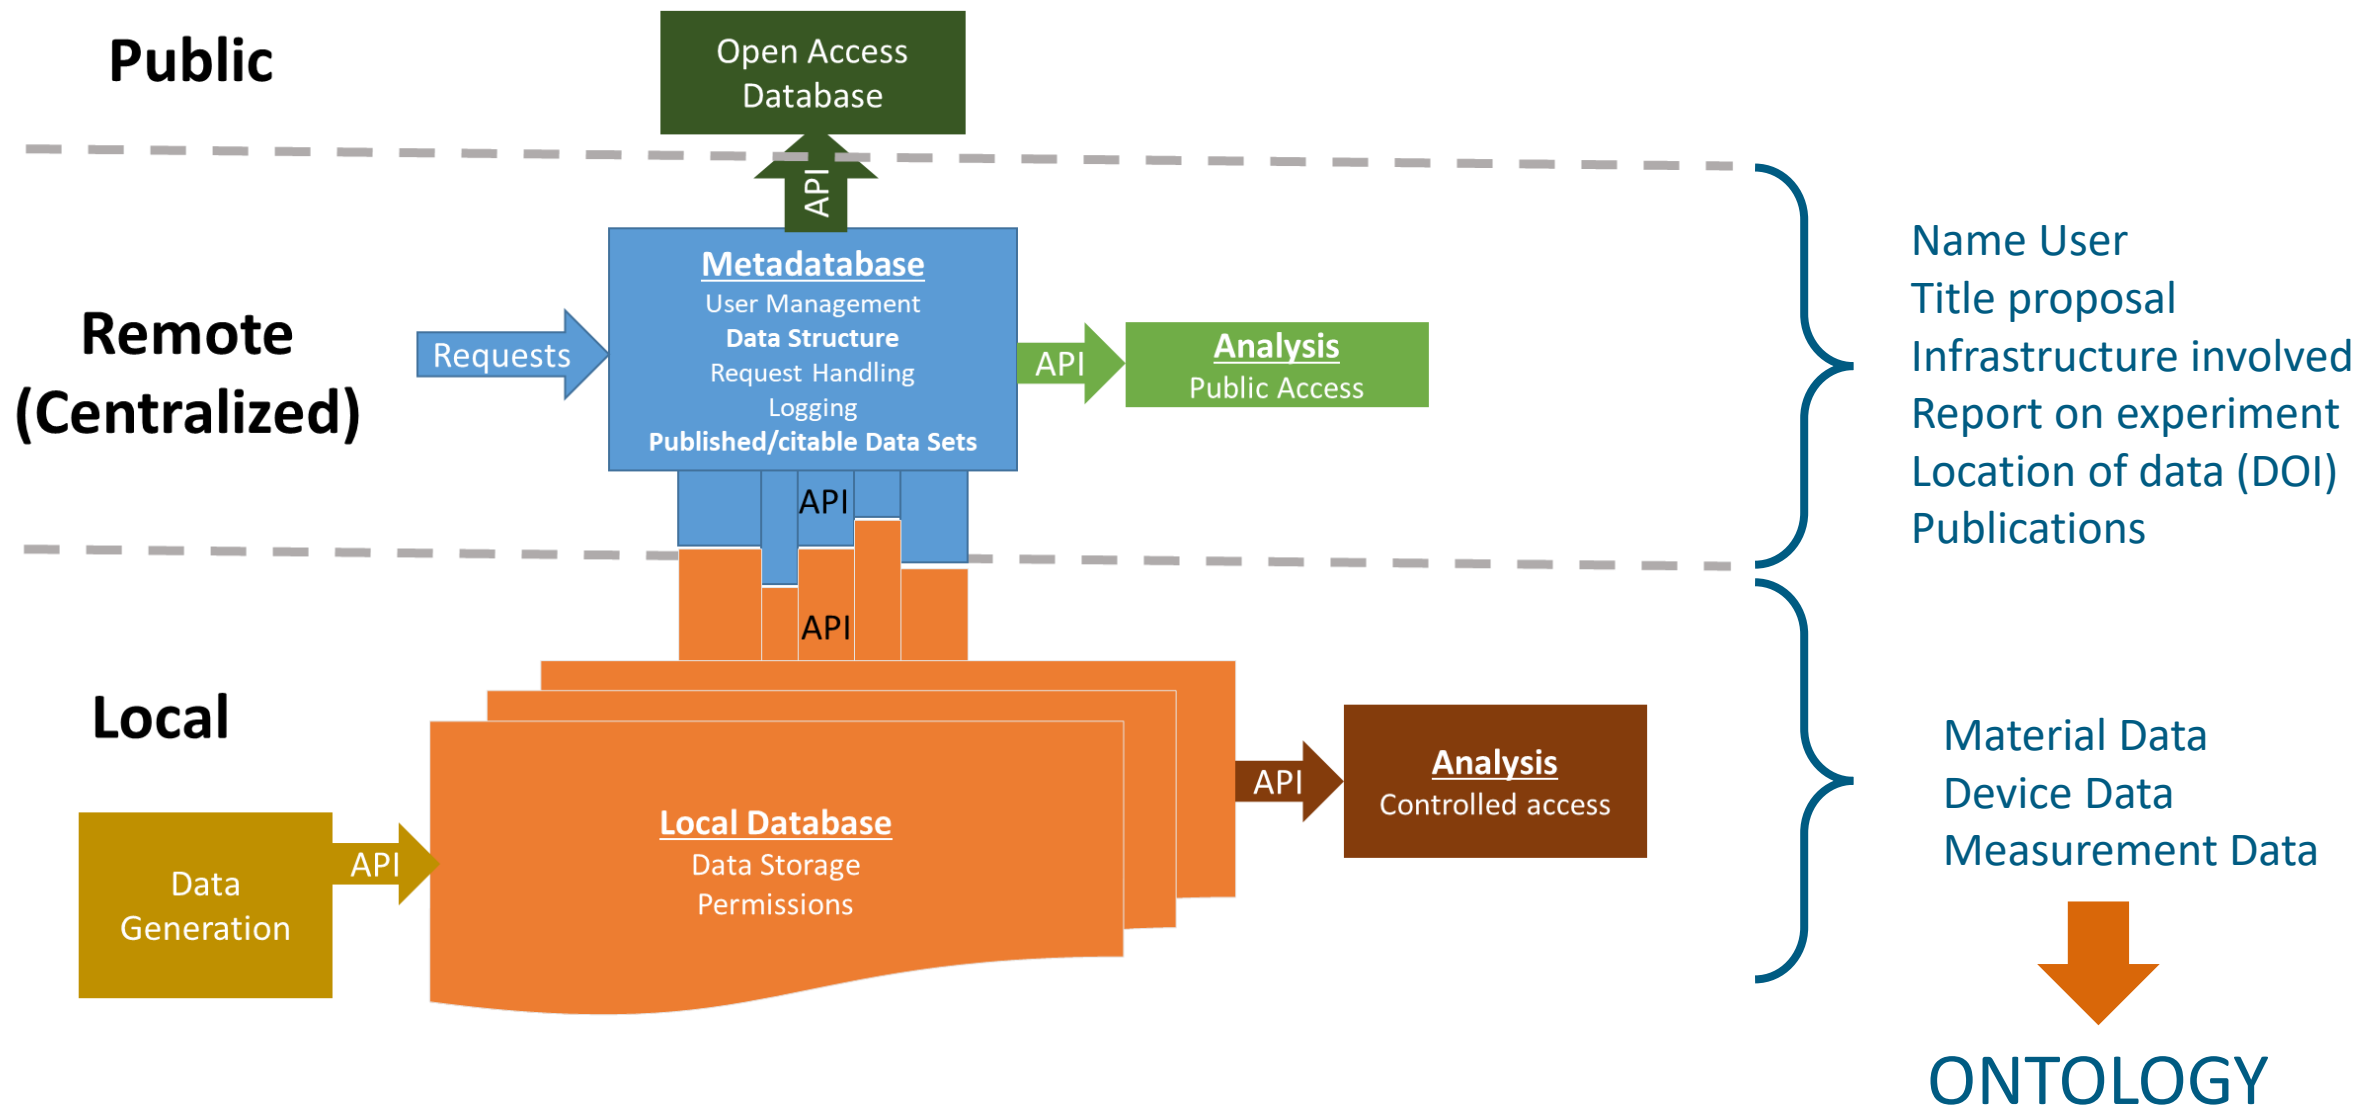 Public
Open Access
Database
API
Remote
(Centralized)
Requests
Metadatabase
User Management
Data Structure
Request Handling
Logging
Published/citable Data Sets
API
Analysis
Public Access
API
API
Name User
Title proposal
Infrastructure involved
Report on experiment
Location of data (DOI)
Publications
Local
Data
Generation
API
Local Database
Data Storage
Permissions
API
Analysis
Controlled access
Material Data
Device Data
Measurement Data
ONTOLOGY